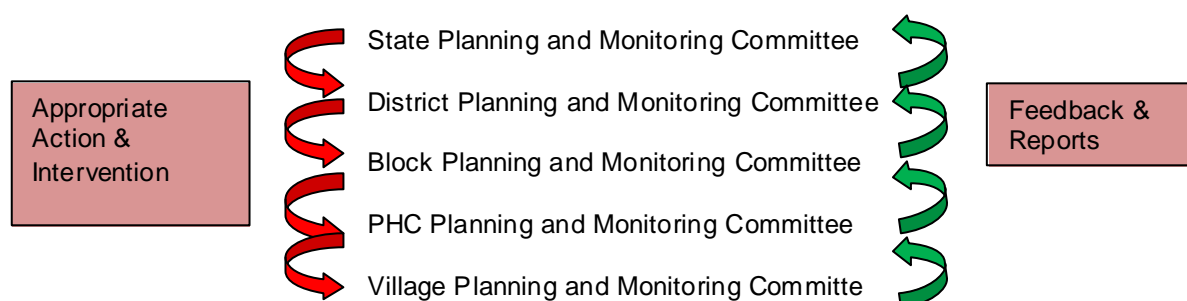 Appropriate
Action &
Intervention
State Planning and Monitoring Committee
District Planning and Monitoring Committee
Block Planning and Monitoring Committee
PHC Planning and Monitoring Committee
Village Planning and Monitoring Committe
Feedback &
Reports